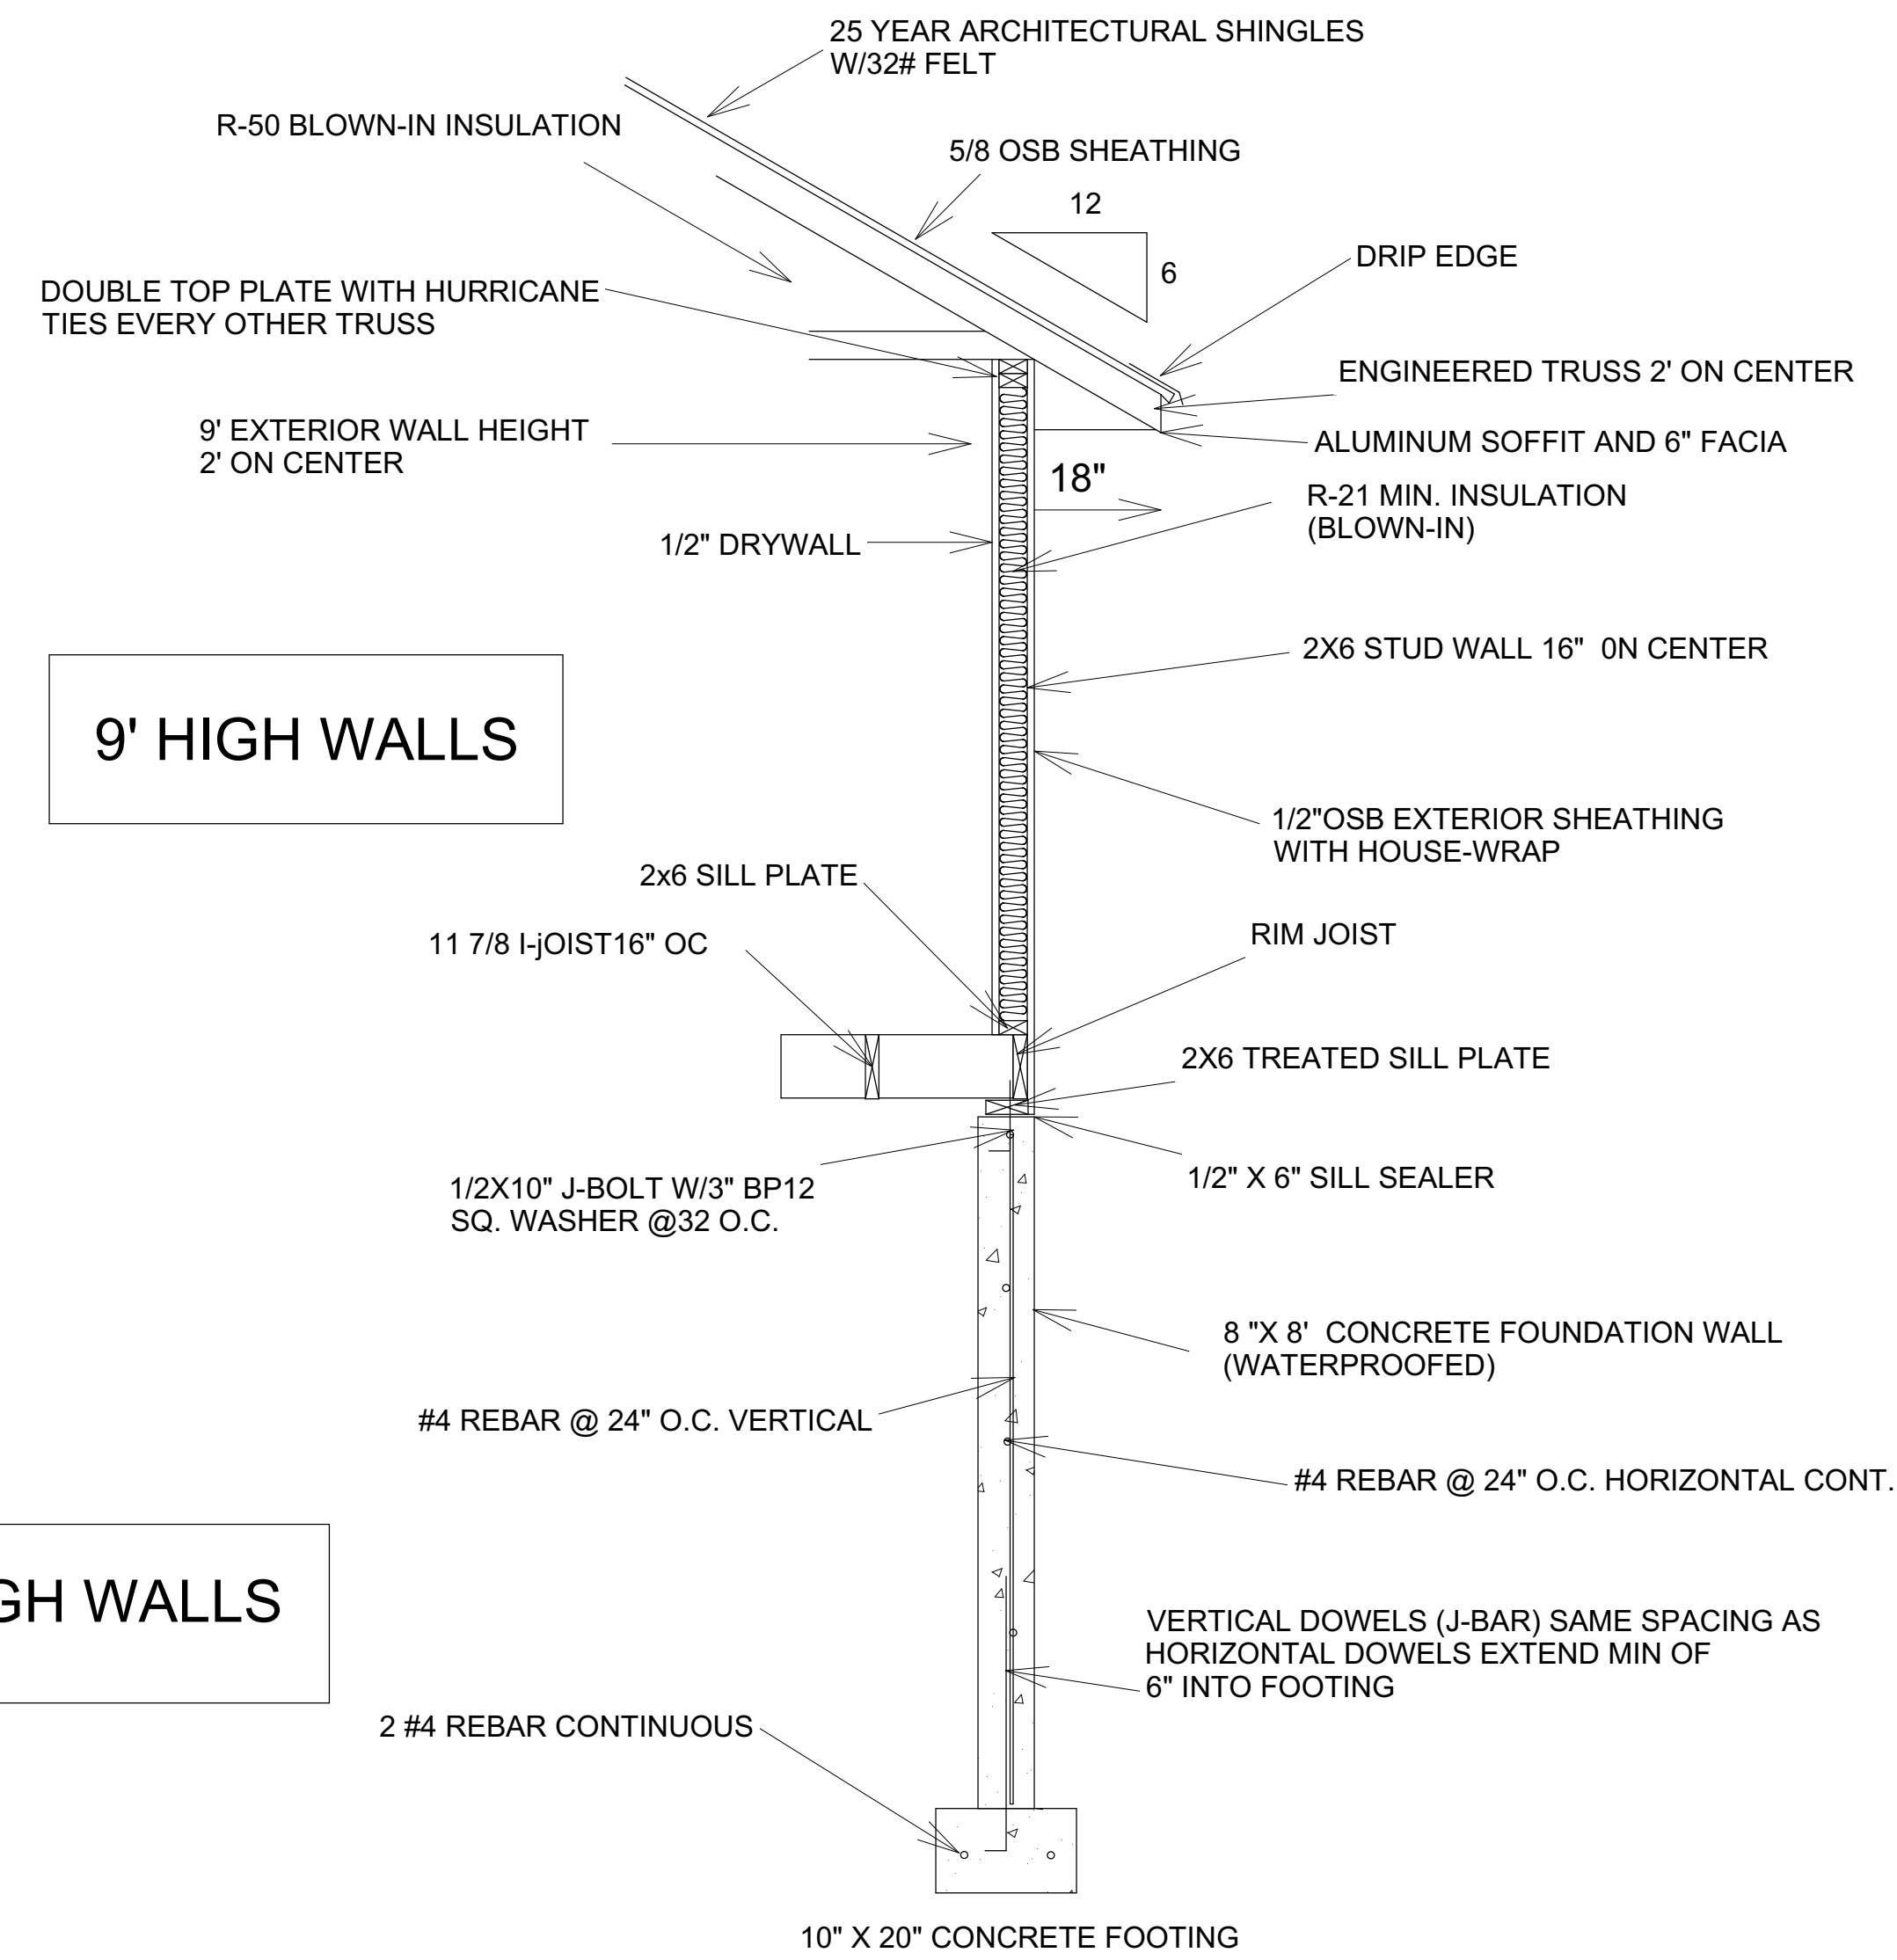 25 YEAR ARCHITECTURAL SHINGLES
W/32# FELT
R-50 BLOWN-IN INSULATION
5/8 OSB SHEATHING
12
6
DRIP EDGE
DOUBLE TOP PLATE WITH HURRICANE
TIES EVERY OTHER TRUSS
ENGINEERED TRUSS 2' ON CENTER
9' EXTERIOR WALL HEIGHT
2' ON CENTER
ALUMINUM SOFFIT AND 6" FACIA
18"
R-21 MIN. INSULATION
(BLOWN-IN)
1/2" DRYWALL
2X6 STUD WALL 16" 0N CENTER
9' HIGH WALLS
1/2"OSB EXTERIOR SHEATHING
WITH HOUSE-WRAP
2x6 SILL PLATE
11 7/8 I-jOIST16" OC
RIM JOIST
2X6 TREATED SILL PLATE
1/2X10" J-BOLT W/3" BP12
SQ. WASHER @32 O.C.
1/2" X 6" SILL SEALER
8 "X 8' CONCRETE FOUNDATION WALL
(WATERPROOFED)
#4 REBAR @ 24" O.C. VERTICAL
#4 REBAR @ 24" O.C. HORIZONTAL CONT.
GH WALLS
VERTICAL DOWELS (J-BAR) SAME SPACING AS
HORIZONTAL DOWELS EXTEND MIN OF
6" INTO FOOTING
2 #4 REBAR CONTINUOUS
10" X 20" CONCRETE FOOTING